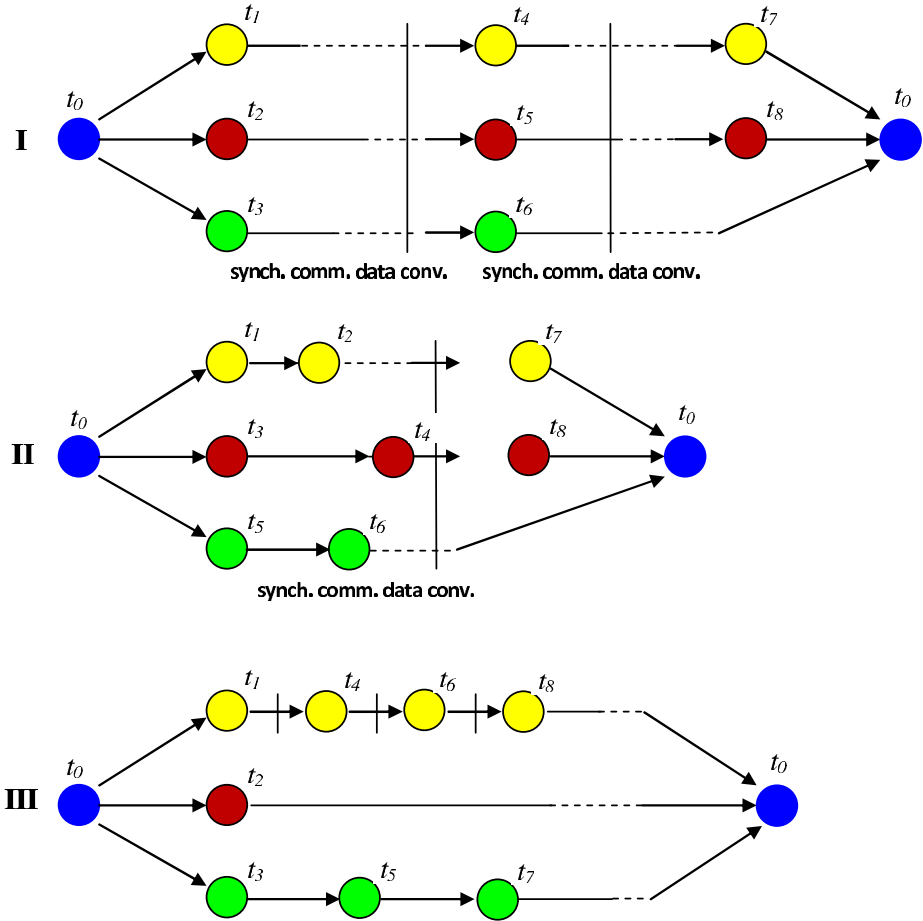 t1 t4 t7
t0 t2 t5 t8 t0
I
t3 t6
synch. comm. data conv. synch. comm. data conv.
t1 t2 t7
t0 t3 t4 t8 t0
II
t5 t6
synch. comm. data conv.
t1 t4 t6 t8
t0 t2 t0
III
t3 t5 t7